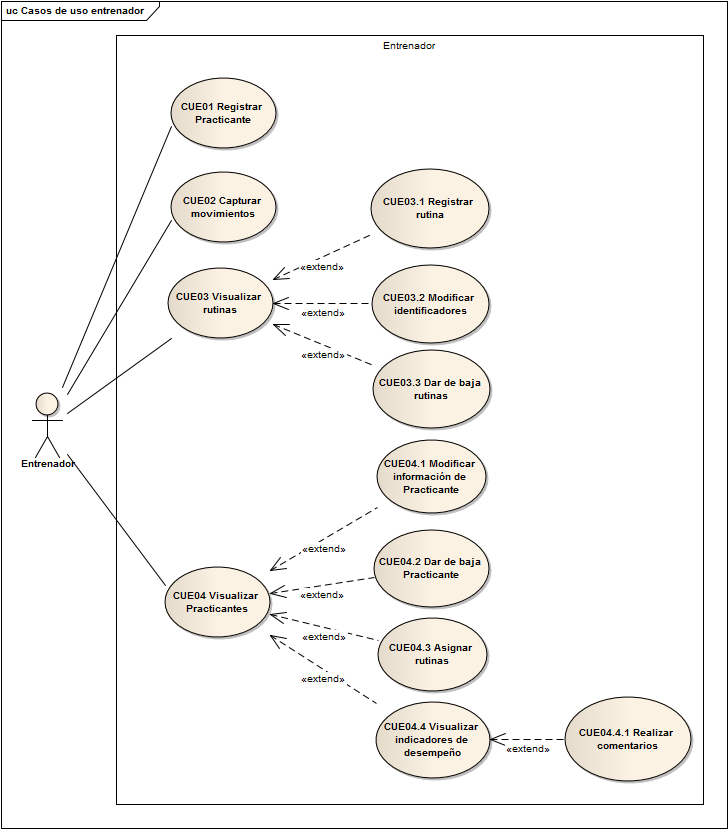 uc Casos de uso entrenador
Entrenador
CUE01 Registrar
Practicante
CUE02 Capturar
movimientos
CUE03 Visualizar
rutinas
CUE03.1 Registrar
rutina
«extend»
CUE03.2 Modificar
identificadores
«extend»
CUE03.3 Dar de baja
rutinas
«extend»
Entrenador
CUE04 Visualizar
Practicantes
CUE04.1 Modificar
información de
Practicante
«extend»
CUE04.2 Dar de baja
Practicante
«extend»
CUE04.3 Asignar
rutinas
«extend»
CUE04.4 Visualizar
indicadores de
desempeño
«extend»
CUE04.4.1 Realizar
comentarios
«extend»